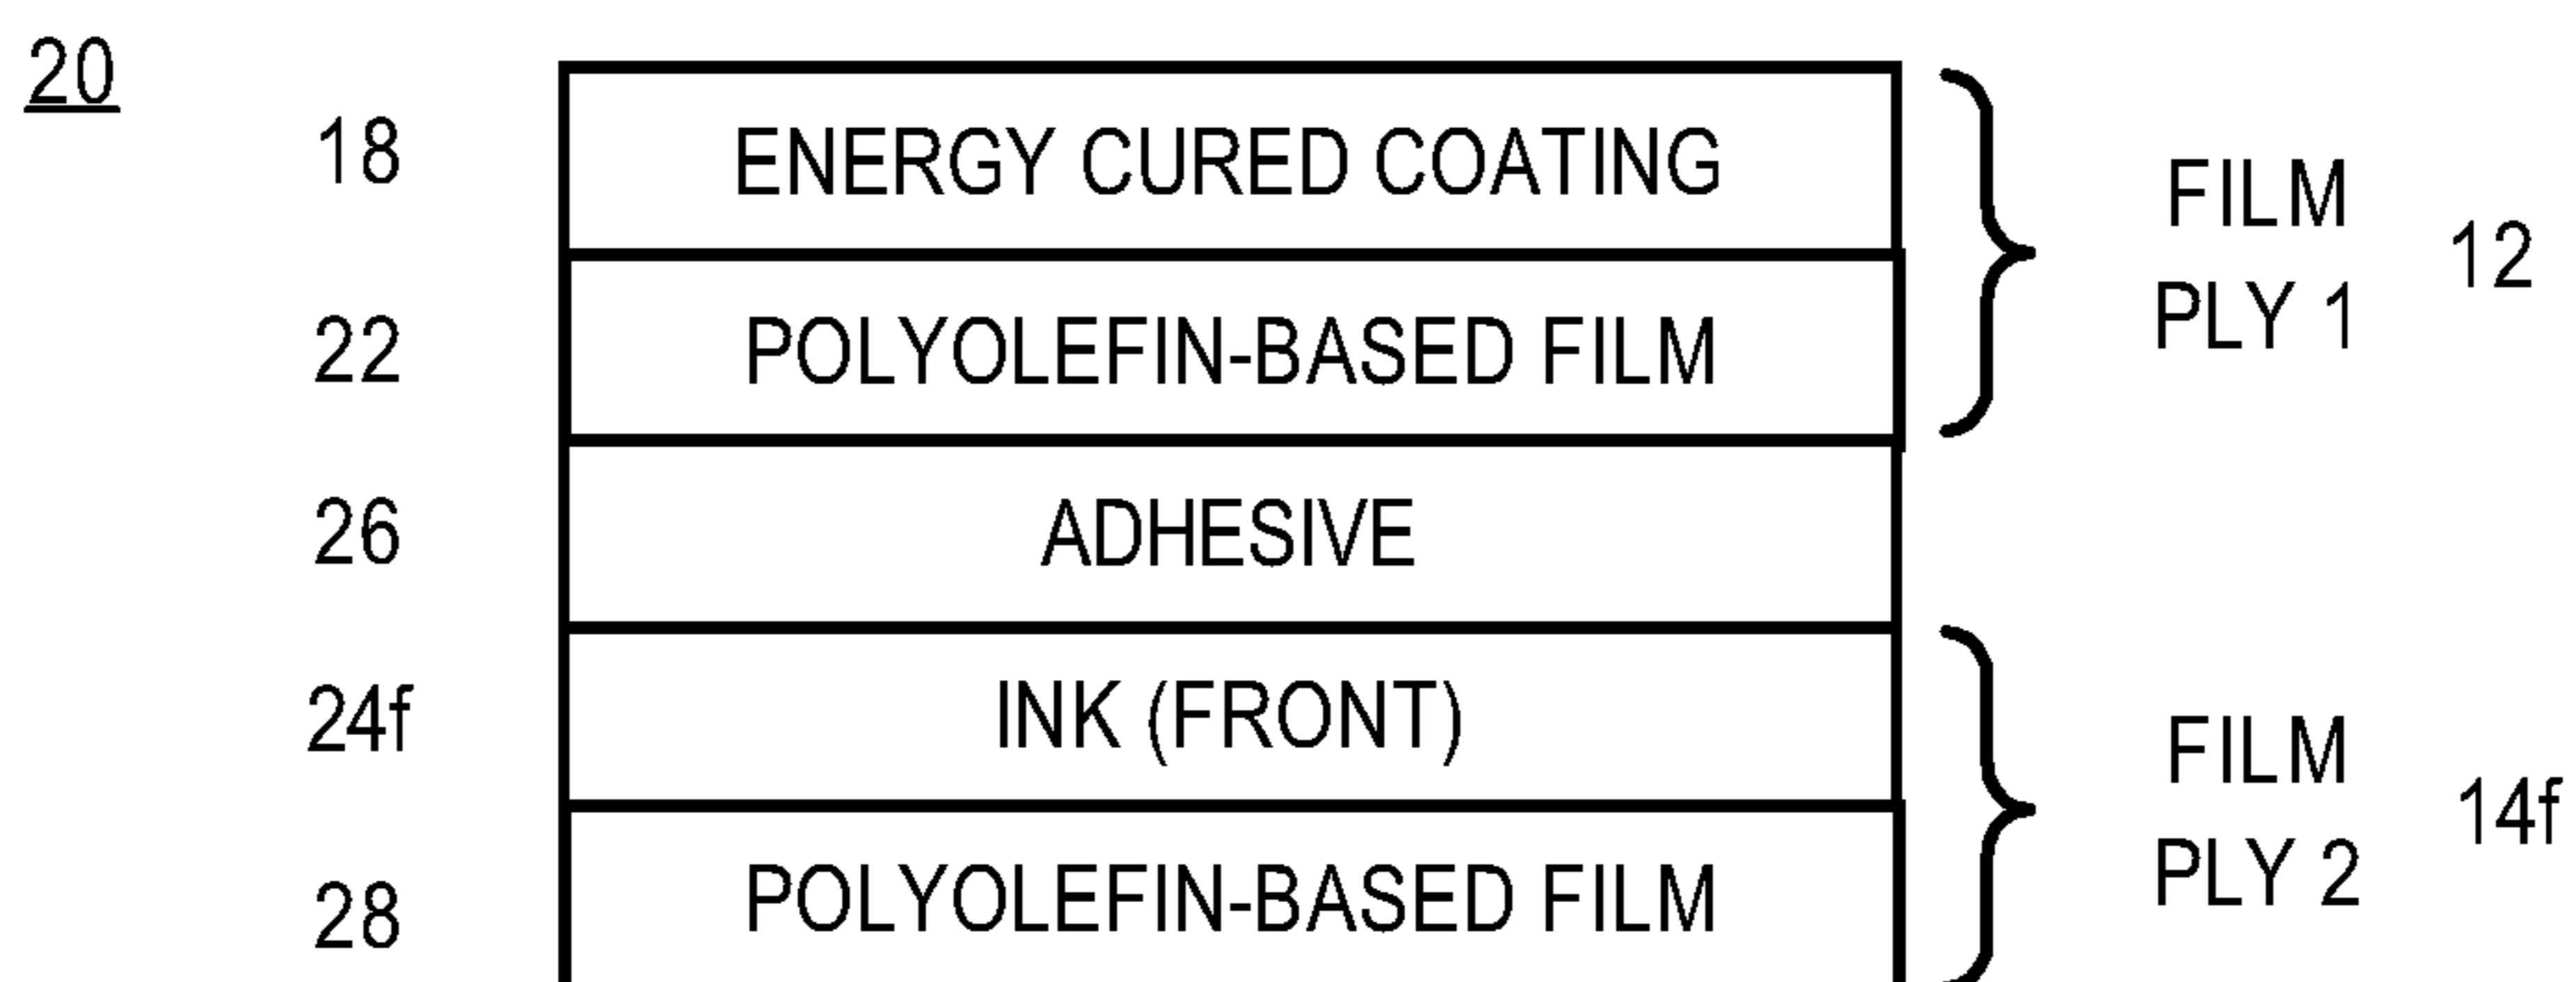 20
18 ENERGY CURED COATING
FILM
PLY 1
12
22 POLYOLEFIN-BASED FILM
26 ADHESIVE
24f INK (FRONT)
FILM
PLY 2
14f
28 POLYOLEFIN-BASED FILM